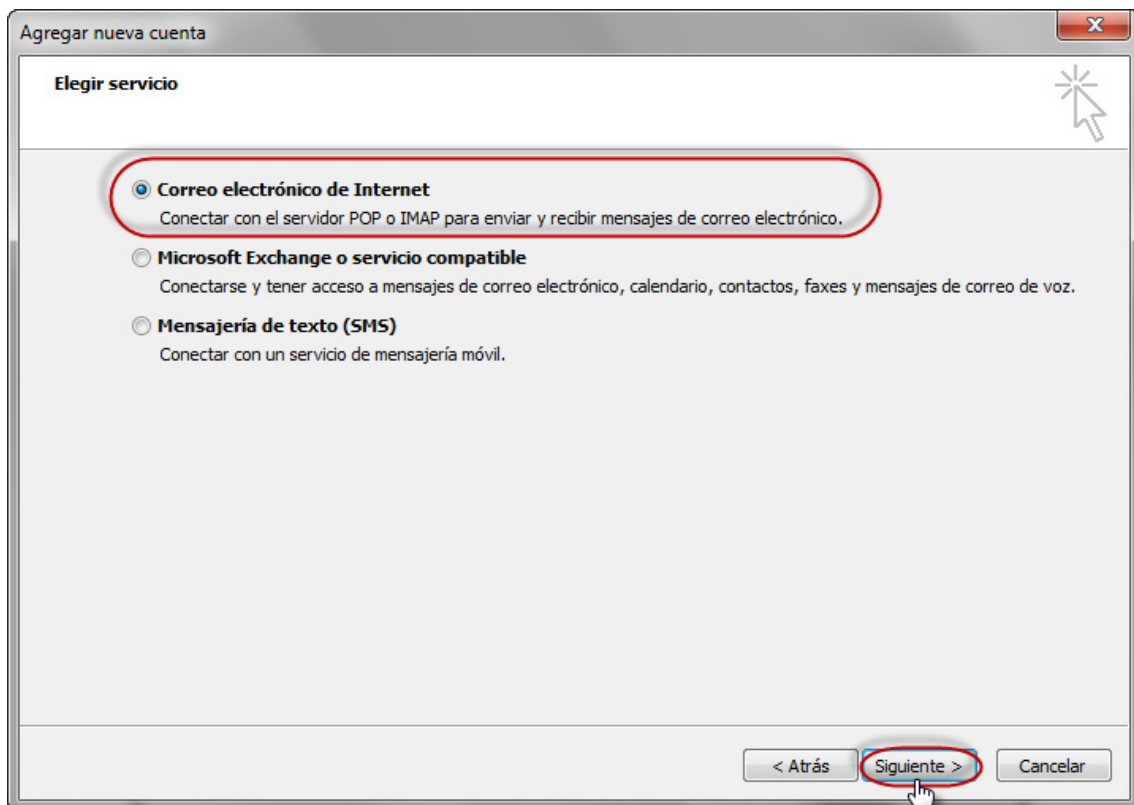 Agregar nueva cuenta
Elegir servicio
Correo electrónico de Internet
Conectar con el servidor POP o IMAP para enviar y recibir mensajes de correo electrónico.
Microsoft Exchange o servicio compatible
Conectarse y tener acceso a mensajes de correo electrónico, calendario, contactos, faxes y mensajes de correo de voz.
Mensajería de texto (SMS)
Conectar con un servicio de mensajería móvil.
< Atrás Siguiente > Cancelar